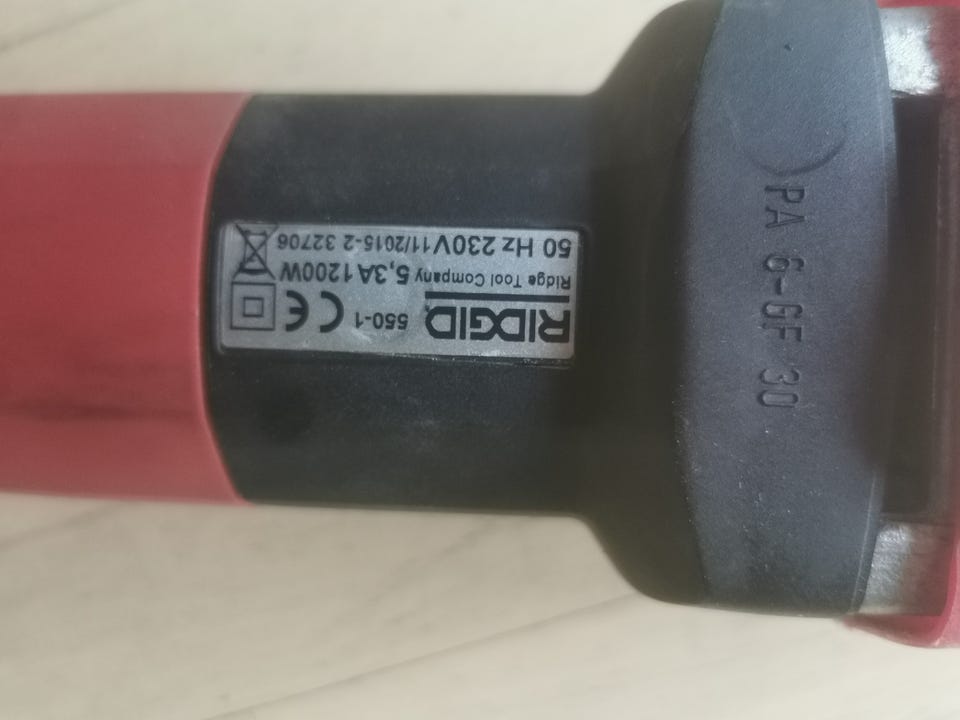 RIDGID 550-1 CE
Ridge Tool Company 5,3A 1200W
50 Hz 230V 11/2015-2 32706
PA 6-GF 30